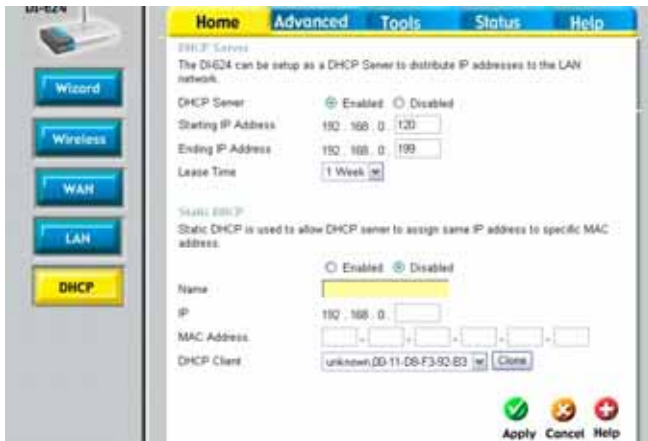 DI-624
Home Advanced Tools Status Help
Wizard
Wireless
WAN
LAN
DHCP
DHCP Server
The DI-624 can be setup as a DHCP Server to distribute IP addresses to the LAN
network.
DHCP Server Enabled Disabled
Starting IP Address 192 . 168 . 0 . 120
Ending IP Address 192 . 168 . 0 . 199
Lease Time 1 Week
Static DHCP
Static DHCP is used to allow DHCP server to assign same IP address to specific MAC
address.
Enabled Disabled
Name
IP 192 . 168 . 0 .
MAC Address - - - - -
DHCP Client unknown,00-11-D8-F3-92-B3 Clone
Apply Cancel Help